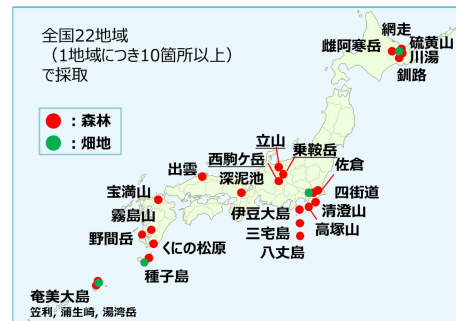 全国22地域
（1地域につき10箇所以上）
で採取
●：森林
●：畑地
網走
硫黄山
雌阿寒岳
川湯
釧路
立山
乗鞍岳
西駒ケ岳
佐倉
出雲
深泥池
四街道
宝満山
清澄山
霧島山
伊豆大島
高塚山
野間岳
くにの松原
三宅島
八丈島
種子島
奄美大島
笠利, 蒲生崎, 湯湾岳